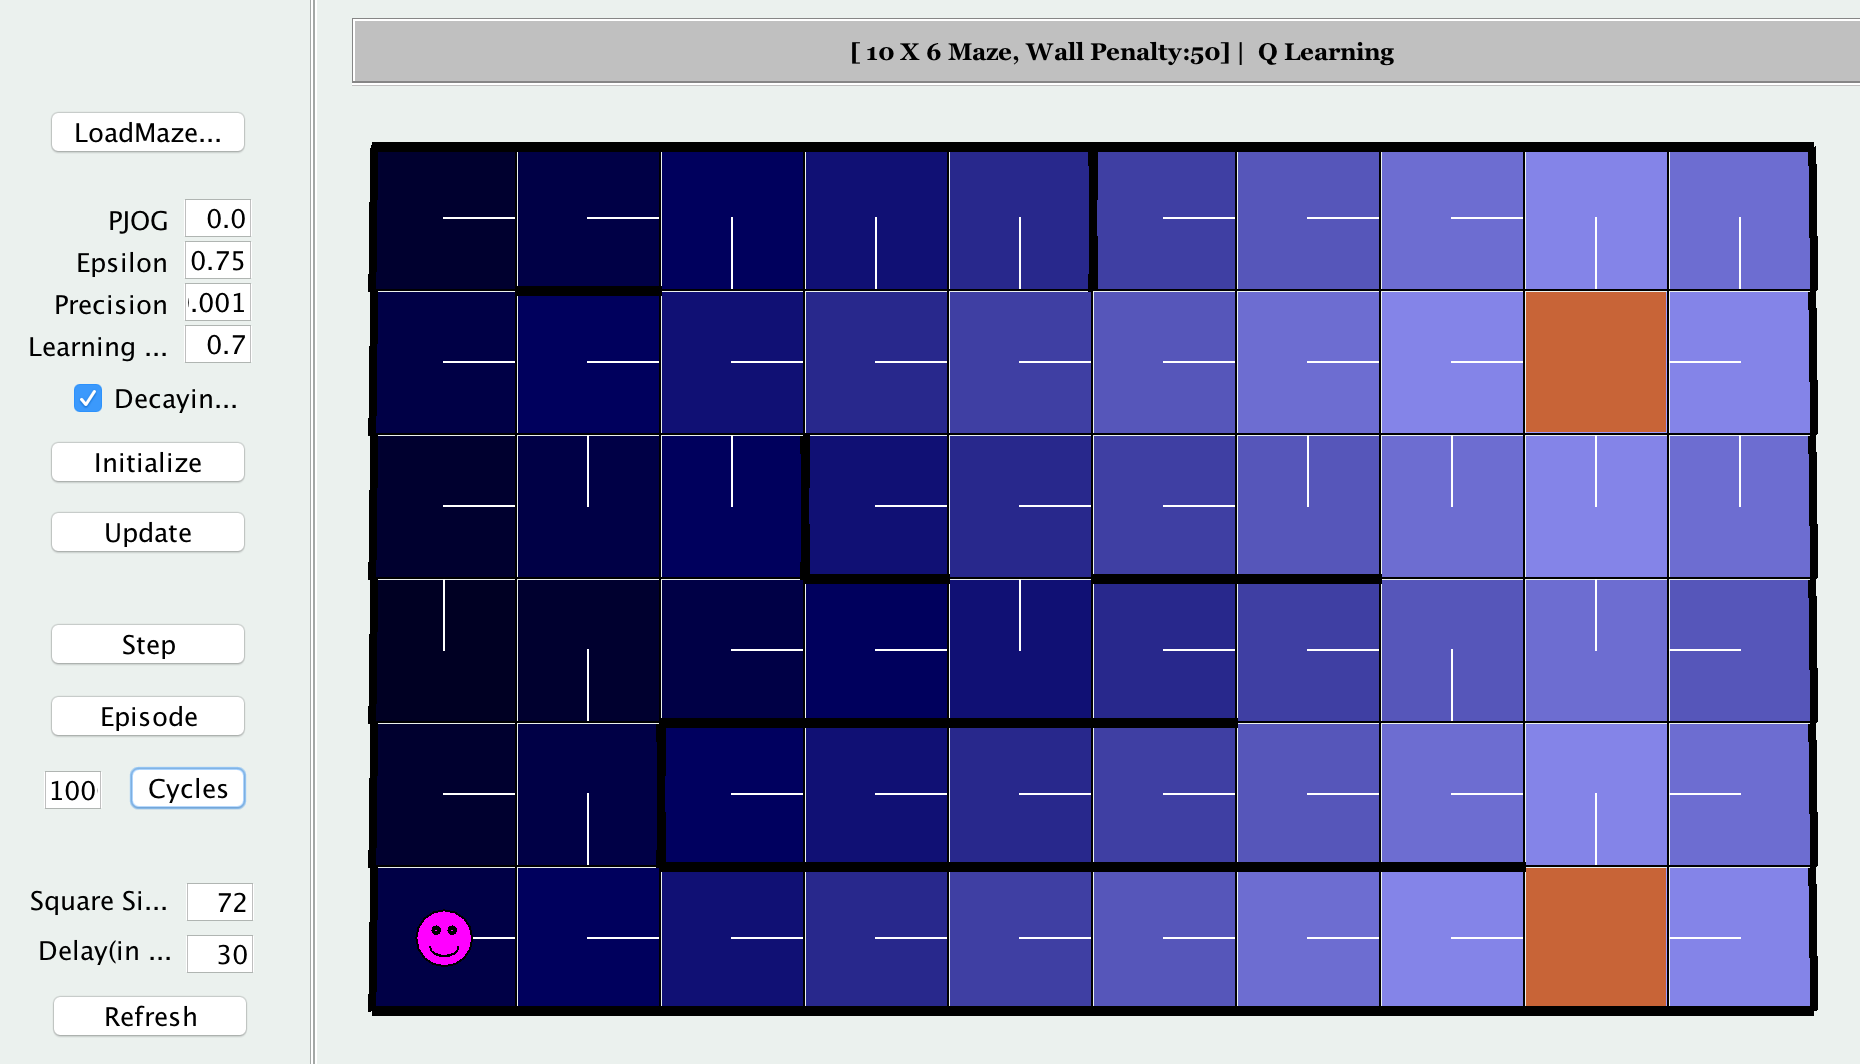 [ 10 X 6 Maze, Wall Penalty:50] | Q Learning
LoadMaze...
PJOG 0.0
Epsilon 0.75
Precision .001
Learning ... 0.7
Decayin...
Initialize
Update
Step
Episode
100 Cycles
Square Si... 72
Delay(in ... 30
Refresh